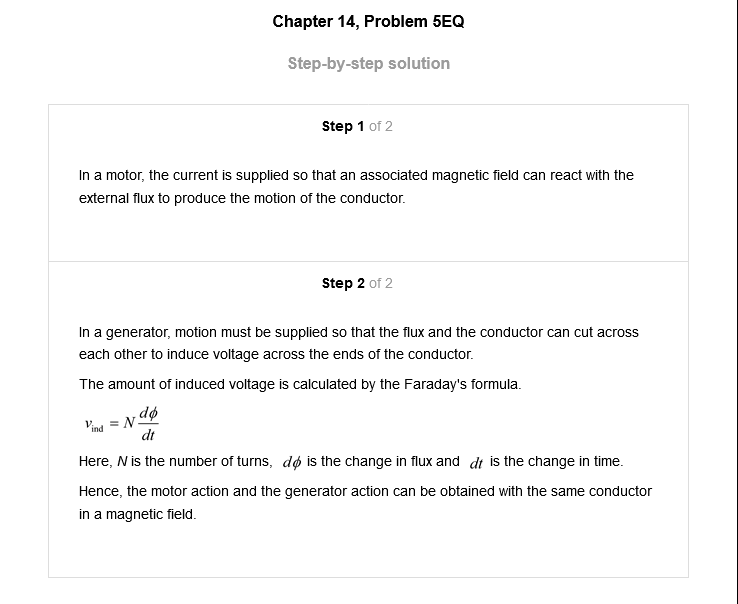 Chapter 14, Problem 5EQ
Step-by-step solution
Step 1 of 2
In a motor, the current is supplied so that an associated magnetic field can react with the
external flux to produce the motion of the conductor.
Step 2 of 2
In a generator, motion must be supplied so that the flux and the conductor can cut across
each other to induce voltage across the ends of the conductor.
The amount of induced voltage is calculated by the Faraday's formula.
v_ind = N dϕ/dt
Here, N is the number of turns, dϕ is the change in flux and dt is the change in time.
Hence, the motor action and the generator action can be obtained with the same conductor
in a magnetic field.